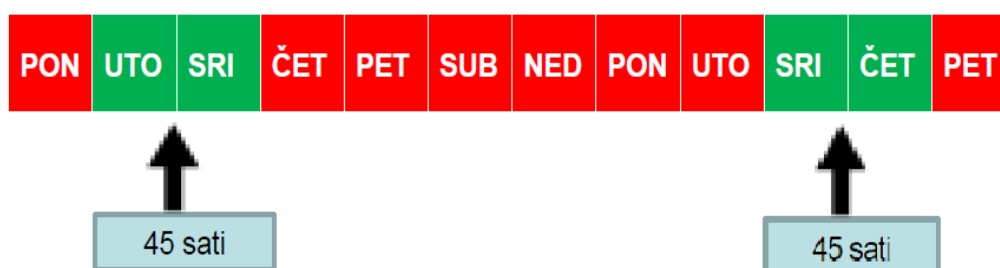 PON UTO SRI ČET PET SUB NED PON UTO SRI ČET PET
45 sati 45 sati